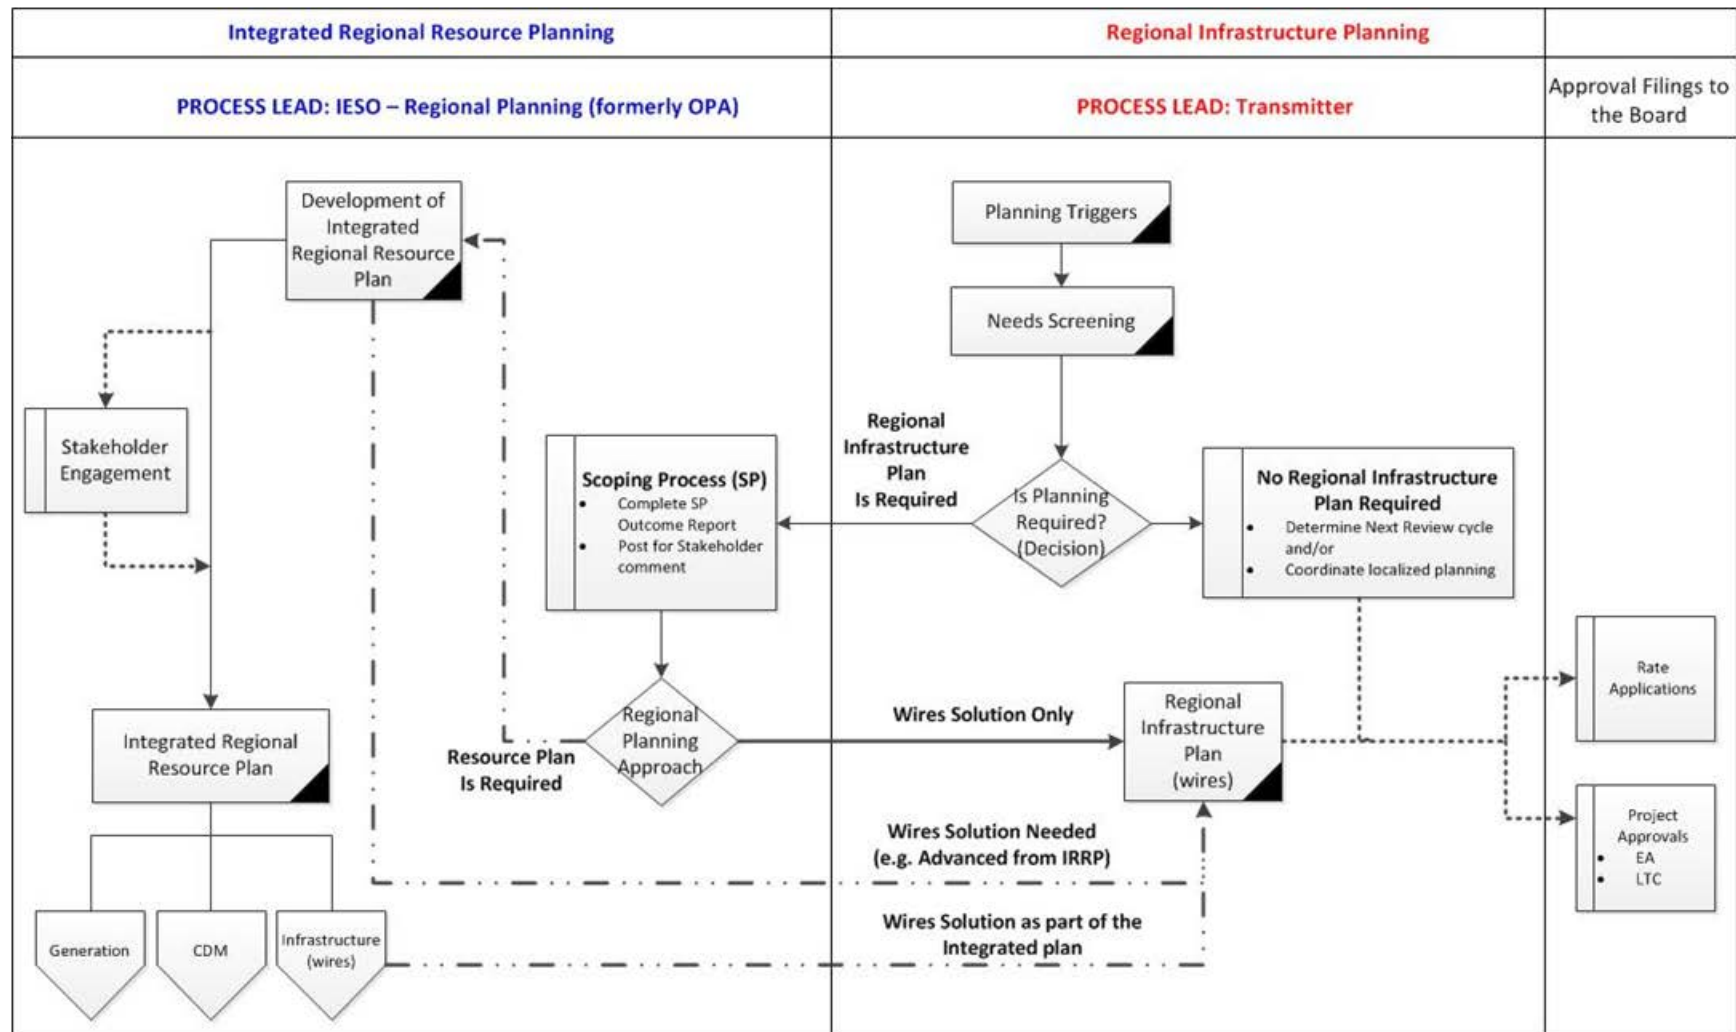 Integrated Regional Resource Planning
Regional Infrastructure Planning
PROCESS LEAD: IESO – Regional Planning (formerly OPA)
PROCESS LEAD: Transmitter
Approval Filings to
the Board
Development of
Integrated
Regional Resource
Plan
Planning Triggers
Needs Screening
Stakeholder
Engagement
Scoping Process (SP)
• Complete SP
Outcome Report
• Post for Stakeholder
comment
Regional
Infrastructure
Plan
Is Required
Is Planning
Required?
(Decision)
No Regional Infrastructure
Plan Required
• Determine Next Review cycle
and/or
• Coordinate localized planning
Integrated Regional
Resource Plan
Resource Plan
Is Required
Regional
Planning
Approach
Wires Solution Only
Regional
Infrastructure
Plan
(wires)
Rate
Applications
Wires Solution Needed
(e.g. Advanced from IRRP)
Project
Approvals
• EA
• LTC
Generation
CDM
Infrastructure
(wires)
Wires Solution as part of the
Integrated plan